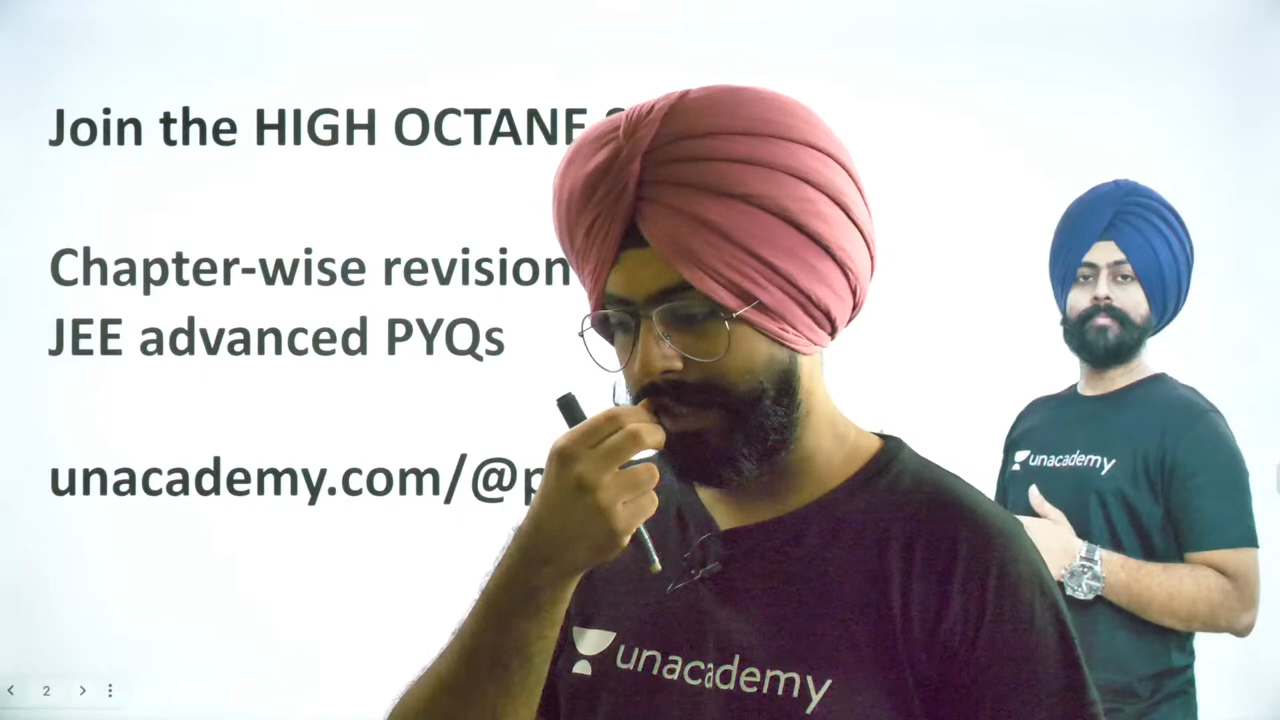 Join the HIGH OCTANE
Chapter-wise revision
JEE advanced PYQs
unacademy.com/@p
unacademy
unacademy
2